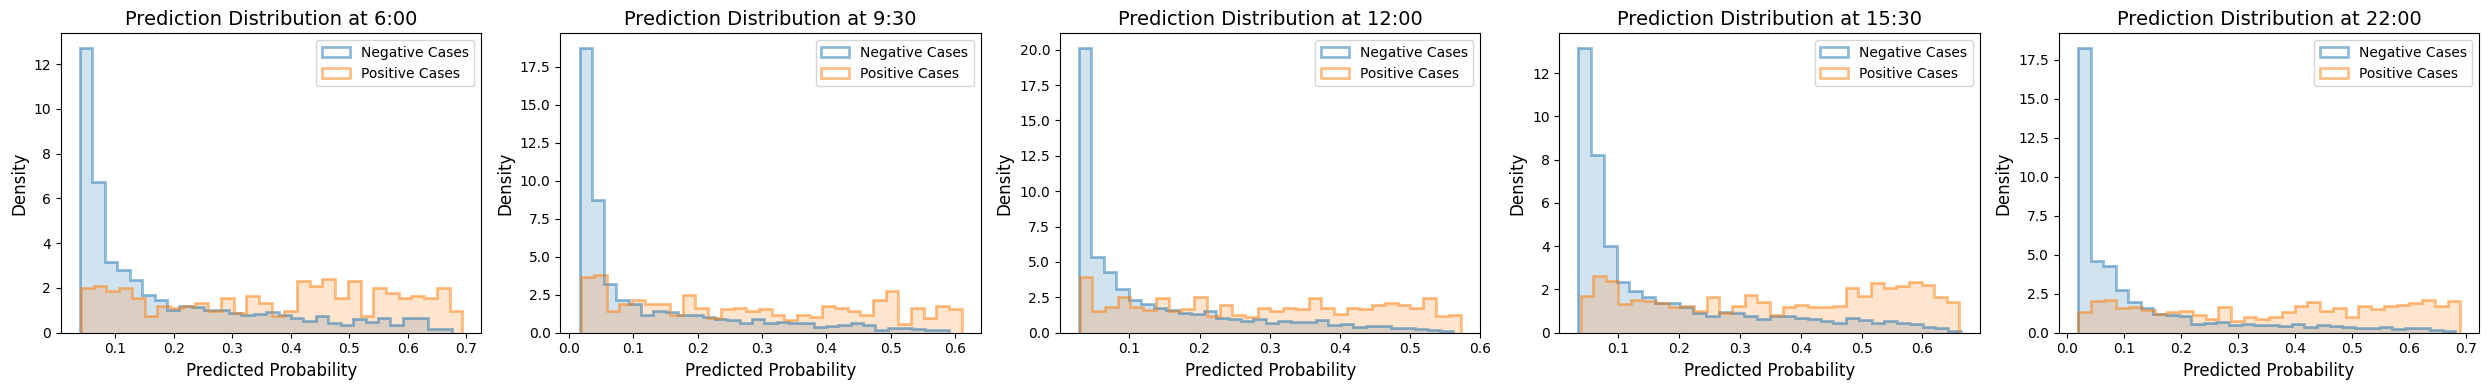 Prediction Distribution at 6:00
Negative Cases
Positive Cases
Density
12
10
8
6
4
2
0
0.1 0.2 0.3 0.4 0.5 0.6 0.7
Predicted Probability
Prediction Distribution at 9:30
Negative Cases
Positive Cases
Density
17.5
15.0
12.5
10.0
7.5
5.0
2.5
0.0
0.0 0.1 0.2 0.3 0.4 0.5 0.6
Predicted Probability
Prediction Distribution at 12:00
Negative Cases
Positive Cases
Density
20.0
17.5
15.0
12.5
10.0
7.5
5.0
2.5
0.0
0.1 0.2 0.3 0.4 0.5 0.6
Predicted Probability
Prediction Distribution at 15:30
Negative Cases
Positive Cases
Density
12
10
8
6
4
2
0
0.1 0.2 0.3 0.4 0.5 0.6
Predicted Probability
Prediction Distribution at 22:00
Negative Cases
Positive Cases
Density
17.5
15.0
12.5
10.0
7.5
5.0
2.5
0.0
0.0 0.1 0.2 0.3 0.4 0.5 0.6 0.7
Predicted Probability